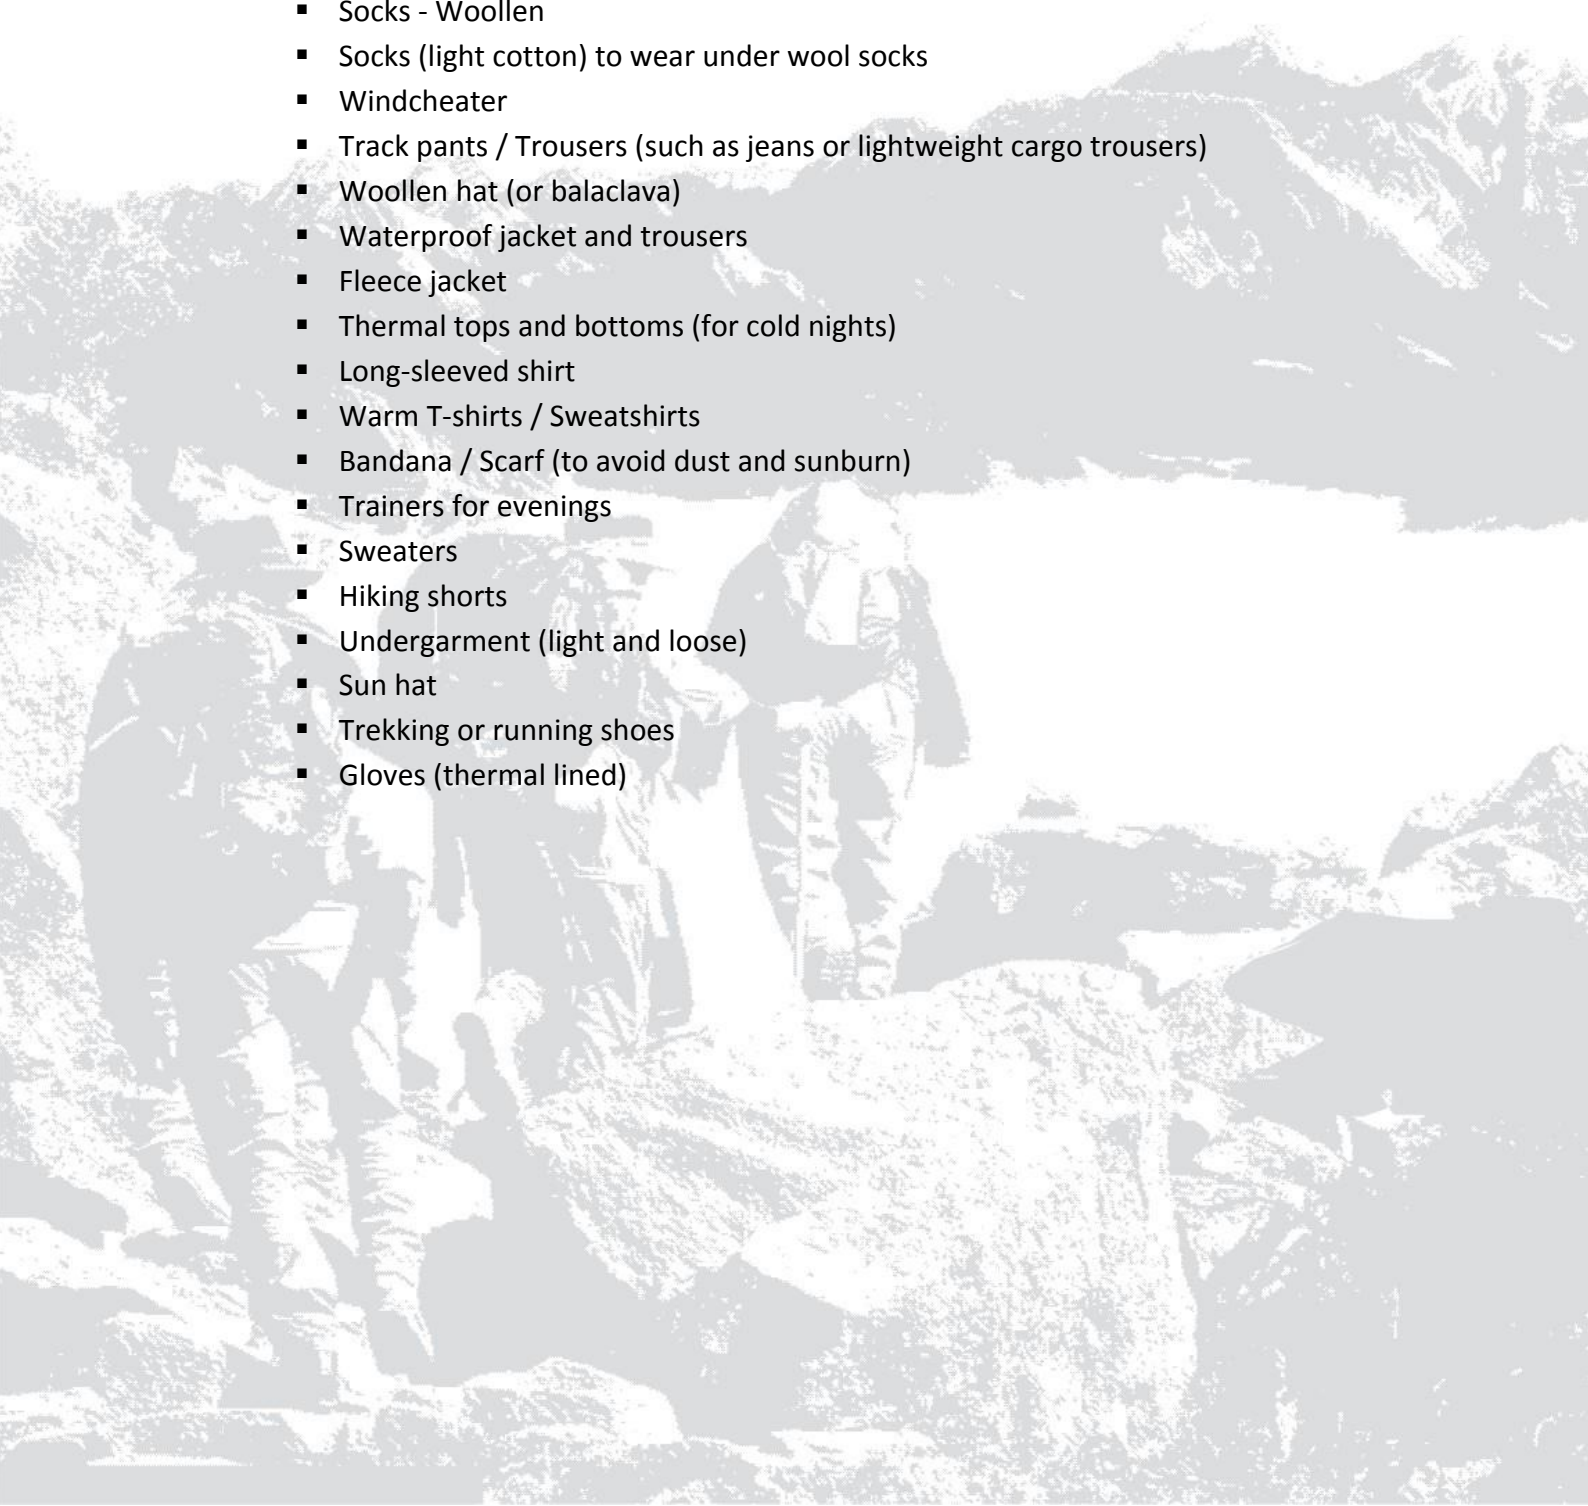 ▪ Socks - Woollen
▪ Socks (light cotton) to wear under wool socks
▪ Windcheater
▪ Track pants / Trousers (such as jeans or lightweight cargo trousers)
▪ Woollen hat (or balaclava)
▪ Waterproof jacket and trousers
▪ Fleece jacket
▪ Thermal tops and bottoms (for cold nights)
▪ Long-sleeved shirt
▪ Warm T-shirts / Sweatshirts
▪ Bandana / Scarf (to avoid dust and sunburn)
▪ Trainers for evenings
▪ Sweaters
▪ Hiking shorts
▪ Undergarment (light and loose)
▪ Sun hat
▪ Trekking or running shoes
▪ Gloves (thermal lined)